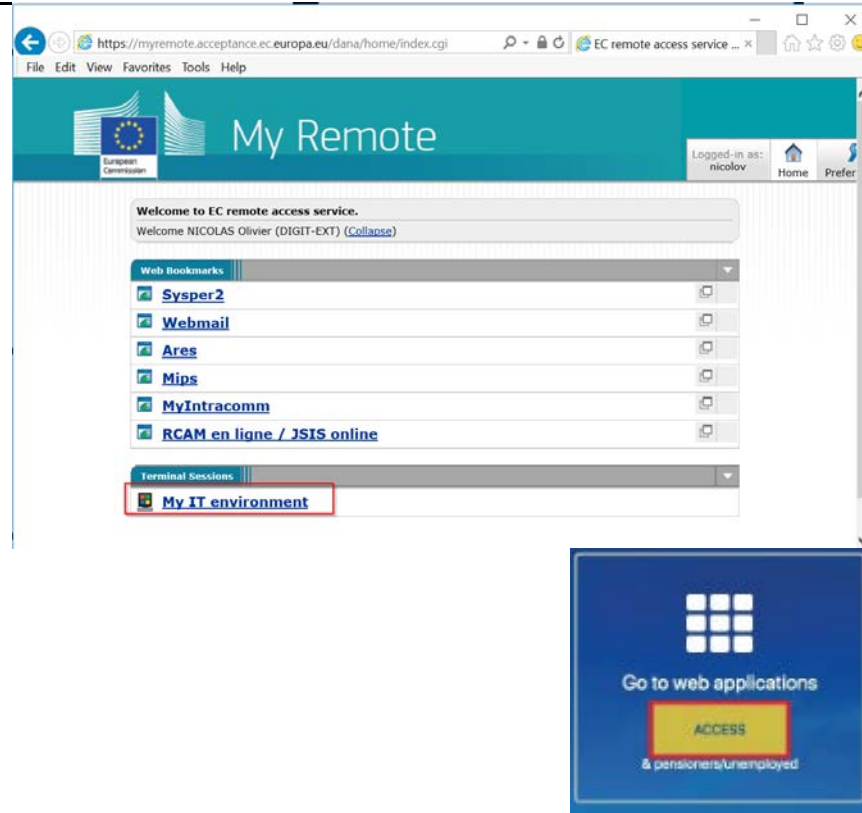 https://myremote.acceptance.ec.europa.eu/dana/home/index.cgi
EC remote access service ...
File Edit View Favorites Tools Help
My Remote
European
Commission
Logged-in as:
nicolov
Home
Prefer
Welcome to EC remote access service.
Welcome NICOLAS Olivier (DIGIT-EXT) (Collapse)
Web Bookmarks
Sysper2
Webmail
Ares
Mips
MyIntracomm
RCAM en ligne / JSIS online
Terminal Sessions
My IT environment
Go to web applications
ACCESS
& pensioners/unemployed